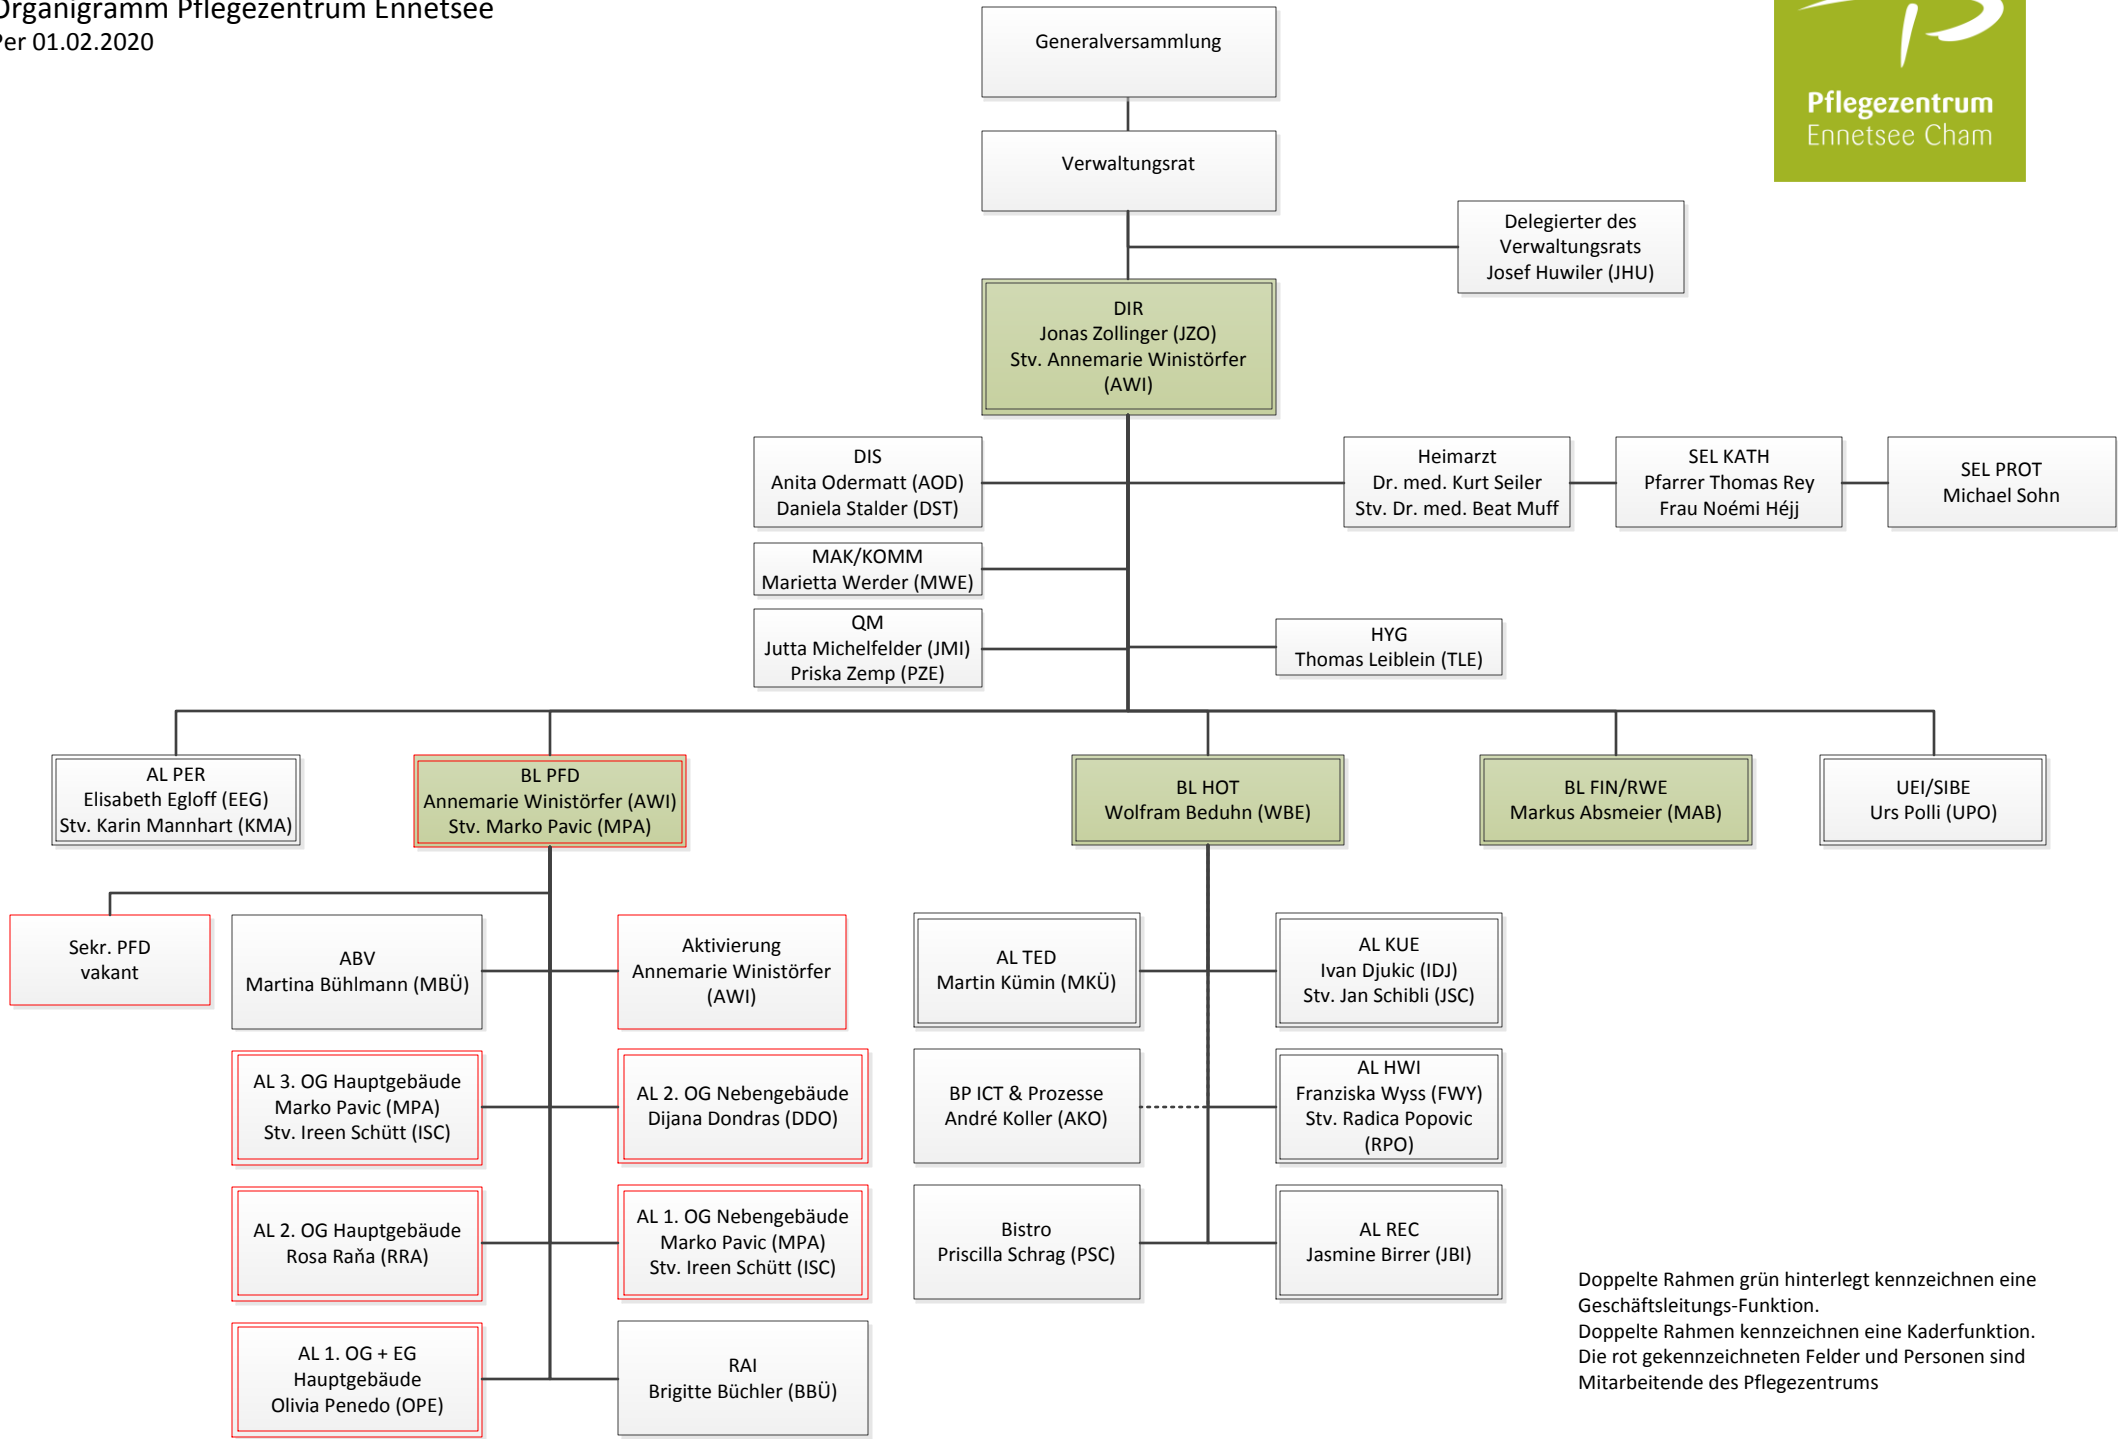 Organigramm Pflegezentrum Ennetsee
Per 01.02.2020
Pflegezentrum
Ennetsee Cham
Generalversammlung
Verwaltungsrat
Delegierter des
Verwaltungsrats
Josef Huwiler (JHU)
DIR
Jonas Zollinger (JZO)
Stv. Annemarie Winistörfer
(AWI)
DIS
Anita Odermatt (AOD)
Daniela Stalder (DST)
Heimarzt
Dr. med. Kurt Seiler
Stv. Dr. med. Beat Muff
SEL KATH
Pfarrer Thomas Rey
Frau Noémi Héjj
SEL PROT
Michael Sohn
MAK/KOMM
Marietta Werder (MWE)
QM
Jutta Michelfelder (JMI)
Priska Zemp (PZE)
HYG
Thomas Leiblein (TLE)
AL PER
Elisabeth Egloff (EEG)
Stv. Karin Mannhart (KMA)
BL PFD
Annemarie Winistörfer (AWI)
Stv. Marko Pavic (MPA)
BL HOT
Wolfram Beduhn (WBE)
BL FIN/RWE
Markus Absmeier (MAB)
UEI/SIBE
Urs Polli (UPO)
Sekr. PFD
vakant
ABV
Martina Bühlmann (MBÜ)
Aktivierung
Annemarie Winistörfer
(AWI)
AL TED
Martin Kümin (MKÜ)
AL KUE
Ivan Djukic (IDJ)
Stv. Jan Schibli (JSC)
AL 3. OG Hauptgebäude
Marko Pavic (MPA)
Stv. Ireen Schütt (ISC)
AL 2. OG Nebengebäude
Dijana Dondras (DDO)
BP ICT & Prozesse
André Koller (AKO)
AL HWI
Franziska Wyss (FWY)
Stv. Radica Popovic
(RPO)
AL 2. OG Hauptgebäude
Rosa Raňa (RRA)
AL 1. OG Nebengebäude
Marko Pavic (MPA)
Stv. Ireen Schütt (ISC)
Bistro
Priscilla Schrag (PSC)
AL REC
Jasmine Birrer (JBI)
AL 1. OG + EG
Hauptgebäude
Olivia Penedo (OPE)
RAI
Brigitte Büchler (BBÜ)
Doppelte Rahmen grün hinterlegt kennzeichnen eine
Geschäftsleitungs-Funktion.
Doppelte Rahmen kennzeichnen eine Kaderfunktion.
Die rot gekennzeichneten Felder und Personen sind
Mitarbeitende des Pflegezentrums